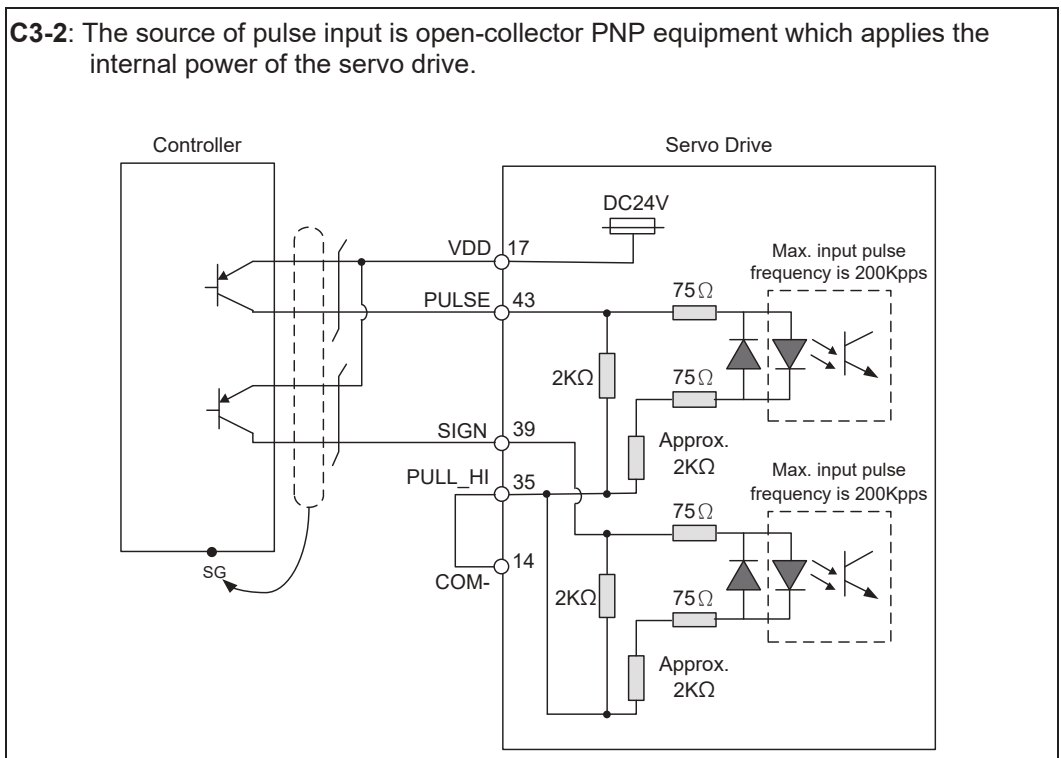 C3-2: The source of pulse input is open-collector PNP equipment which applies the
internal power of the servo drive.
Controller
Servo Drive
DC24V
VDD
17
Max. input pulse
frequency is 200Kpps
75Ω
PULSE
43
2KΩ
75Ω
SIGN
39
Approx.
2KΩ
PULL_HI
35
Max. input pulse
frequency is 200Kpps
75Ω
14
COM-
SG
2KΩ
75Ω
Approx.
2KΩ